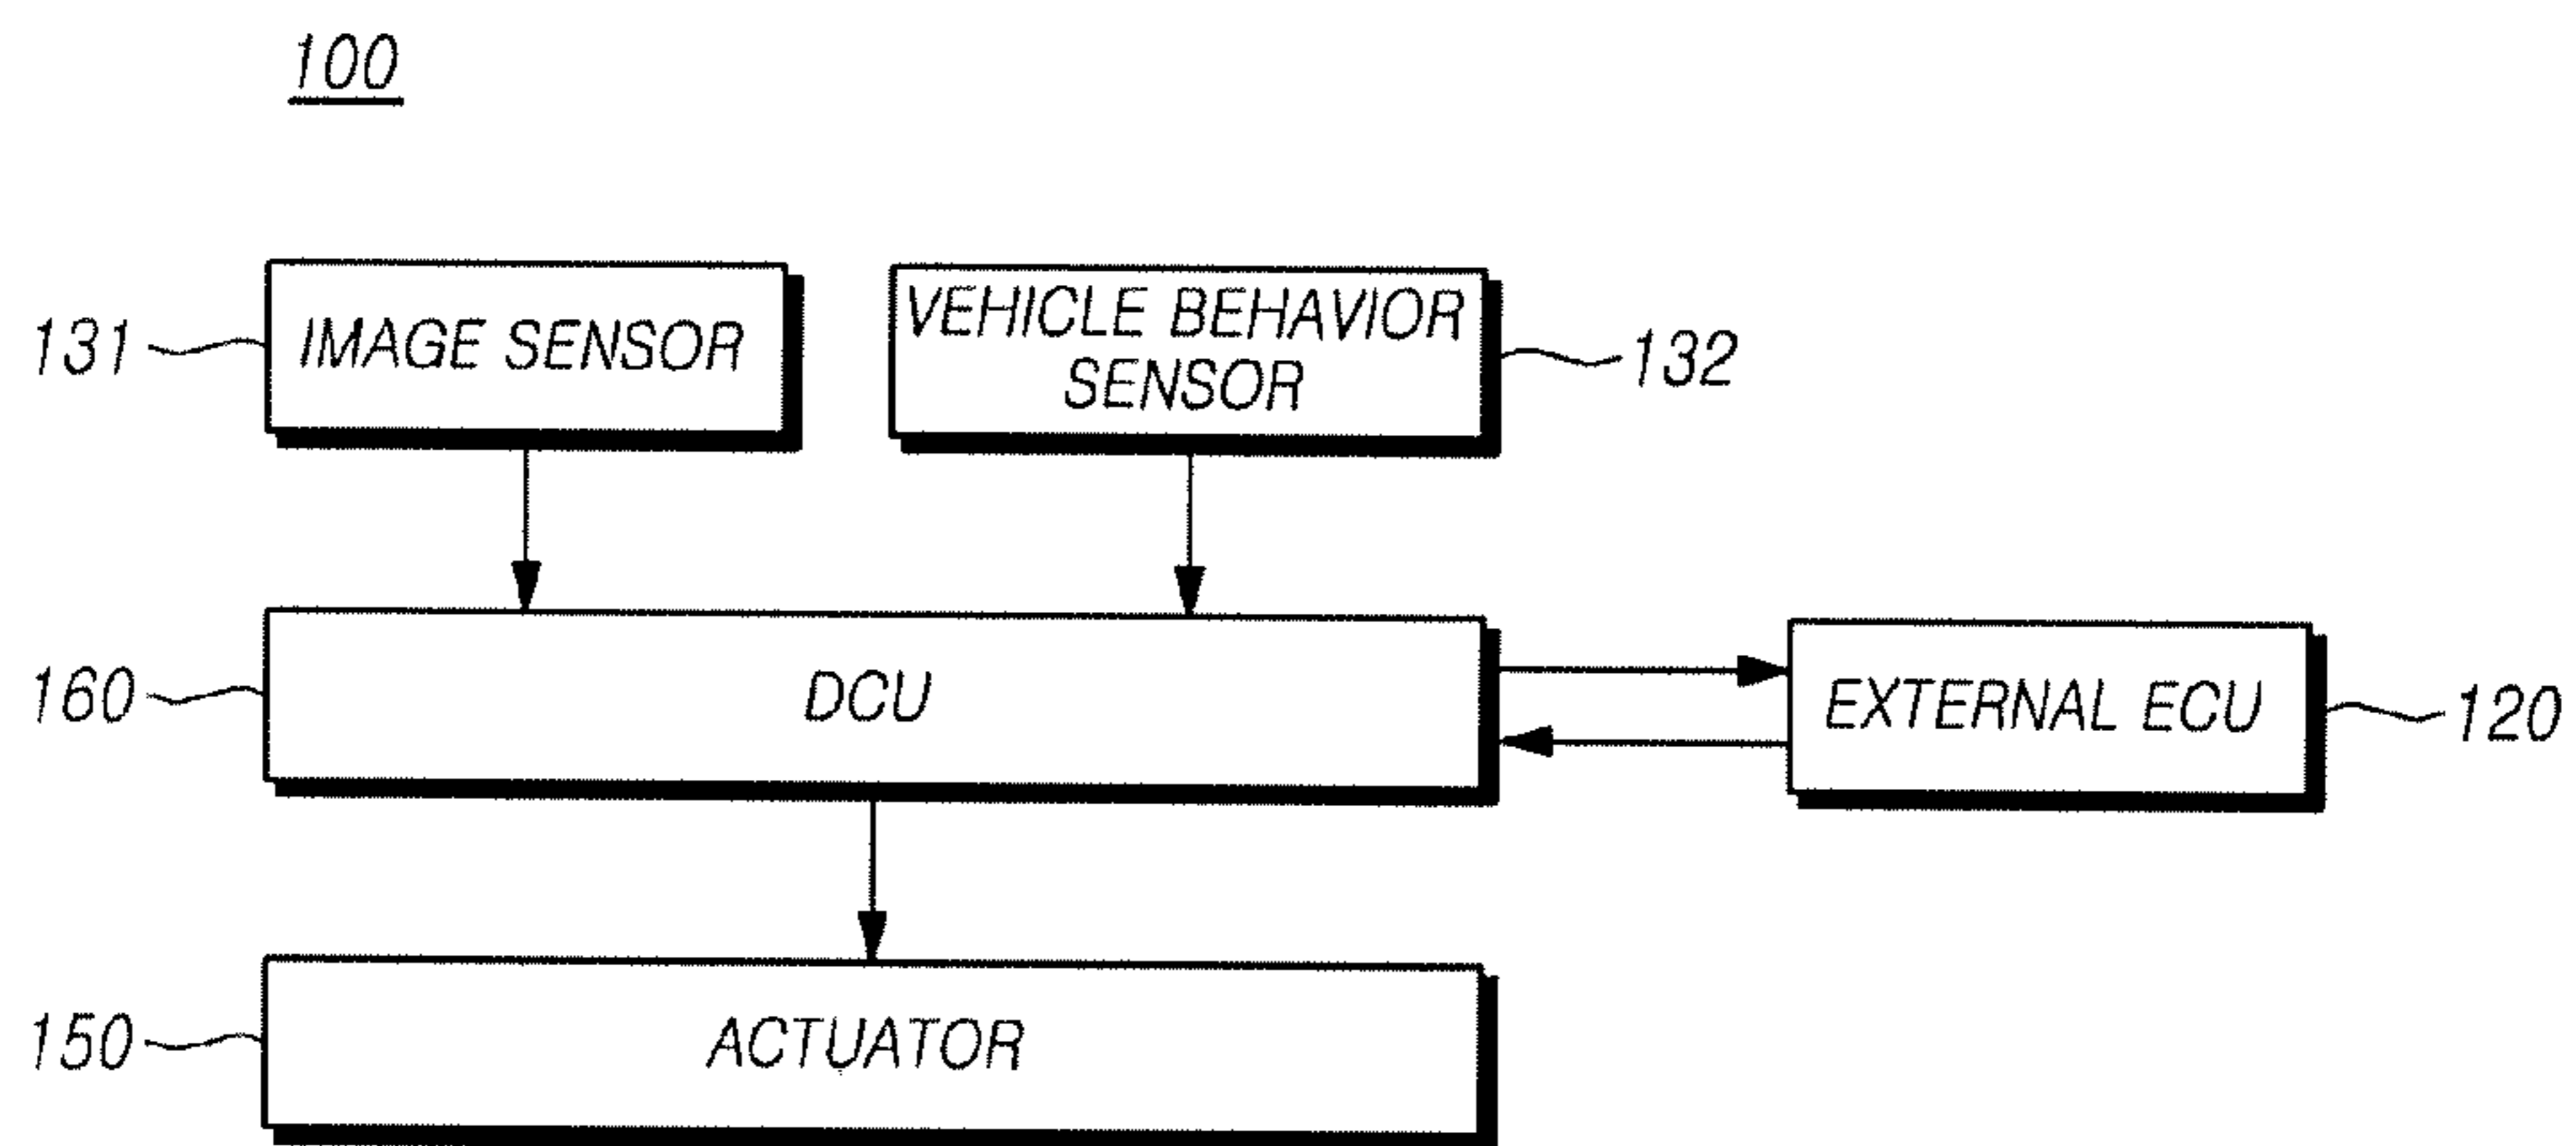 100
131
IMAGE SENSOR
VEHICLE BEHAVIOR
SENSOR
132
160
DCU
EXTERNAL ECU
120
150
ACTUATOR